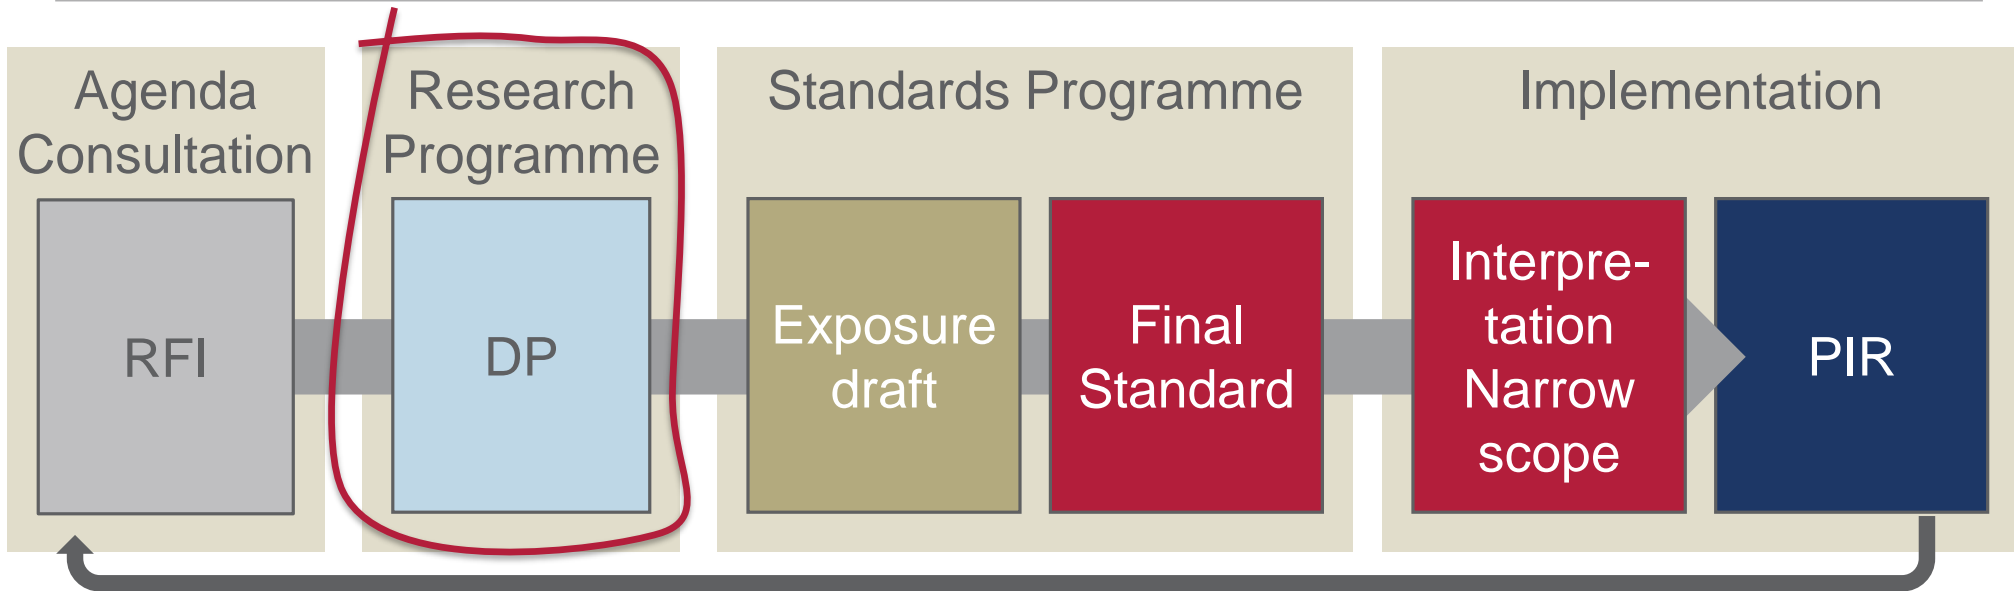 Agenda
Consultation
RFI
Research
Programme
DP
Standards Programme
Exposure
draft
Final
Standard
Implementation
Interpre-
tation
Narrow
scope
PIR